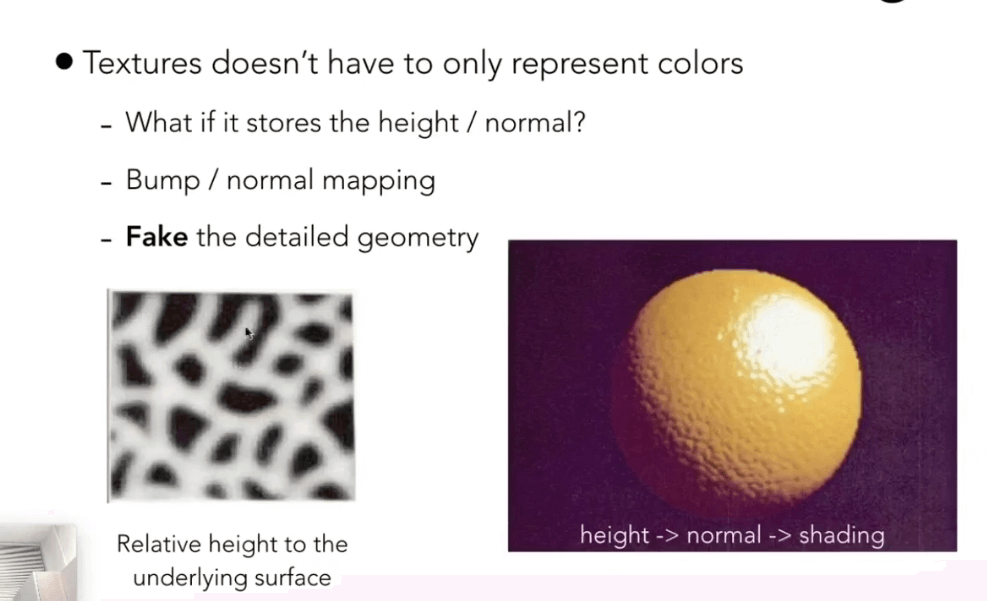 ● Textures doesn't have to only represent colors
- What if it stores the height / normal?
- Bump / normal mapping
- Fake the detailed geometry
height -> normal -> shading
Relative height to the
underlying surface